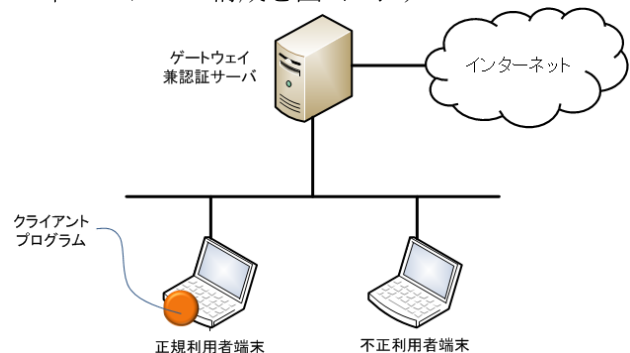 ゲートウェイ
兼認証サーバ
インターネット
クライアント
プログラム
正規利用者端末
不正利用者端末